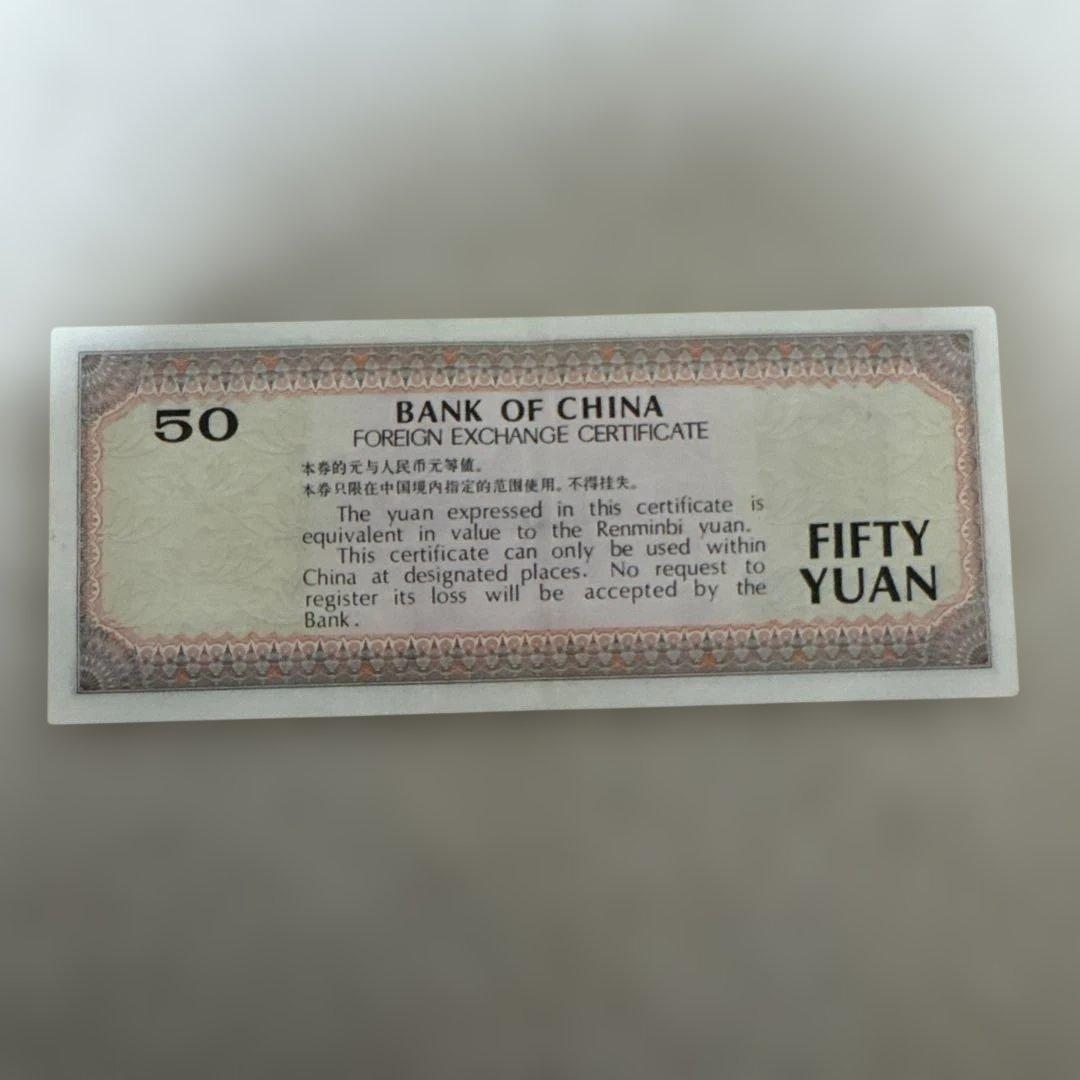 50
BANK OF CHINA
FOREIGN EXCHANGE CERTIFICATE
本券的元与人民币元等值。
本券只限在中国境内指定的范围使用。不得挂失。
The yuan expressed in this certificate is
equivalent in value to the Renminbi yuan.
This certificate can only be used within
China at designated places. No request to
register its loss will be accepted by the
Bank.
FIFTY
YUAN